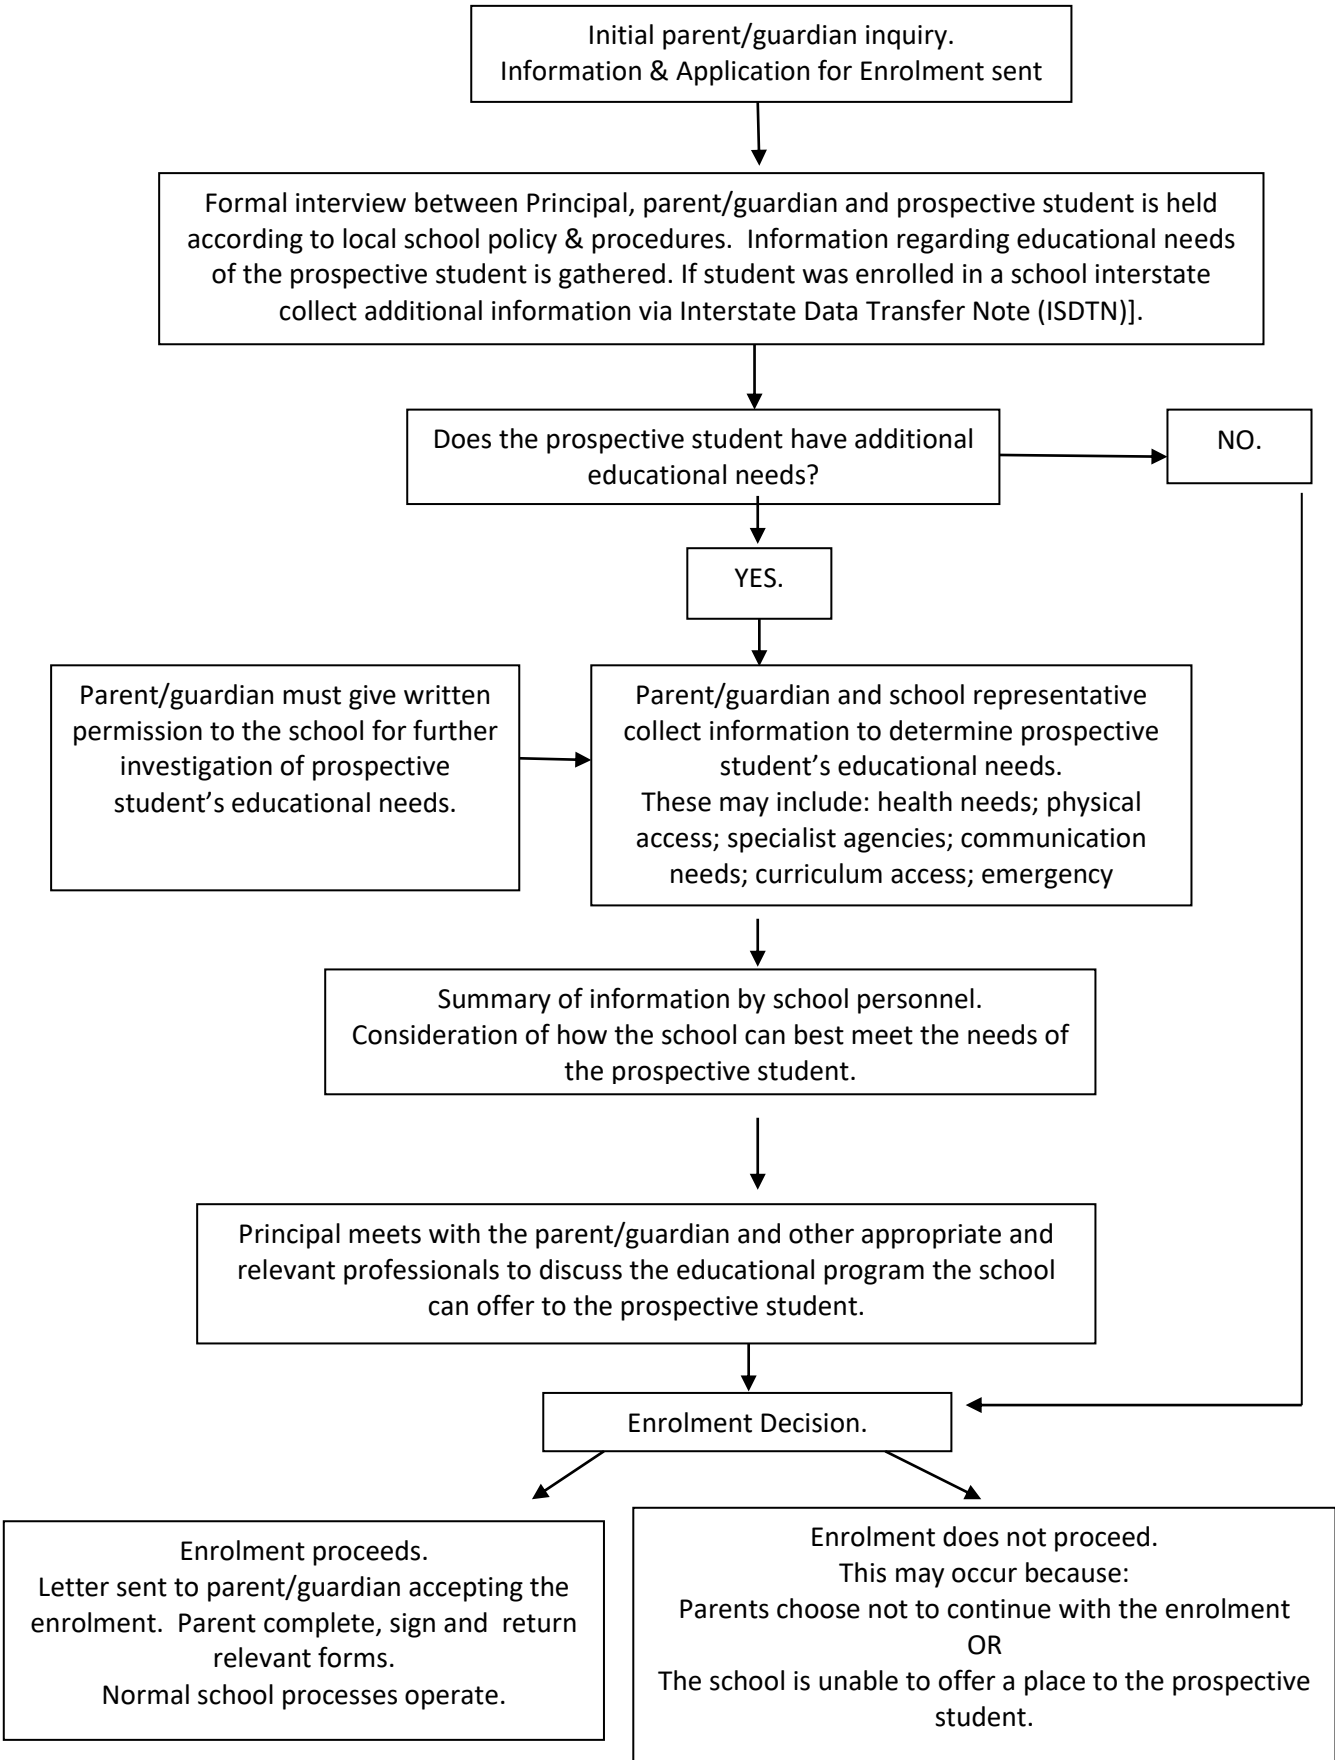 Initial parent/guardian inquiry.
Information & Application for Enrolment sent
Formal interview between Principal, parent/guardian and prospective student is held
according to local school policy & procedures.  Information regarding educational needs
of the prospective student is gathered. If student was enrolled in a school interstate
collect additional information via Interstate Data Transfer Note (ISDTN)].
Does the prospective student have additional
educational needs?
NO.
YES.
Parent/guardian must give written
permission to the school for further
investigation of prospective
student’s educational needs.
Parent/guardian and school representative
collect information to determine prospective
student’s educational needs.
These may include: health needs; physical
access; specialist agencies; communication
needs; curriculum access; emergency
Summary of information by school personnel.
Consideration of how the school can best meet the needs of
the prospective student.
Principal meets with the parent/guardian and other appropriate and
relevant professionals to discuss the educational program the school
can offer to the prospective student.
Enrolment Decision.
Enrolment proceeds.
Letter sent to parent/guardian accepting the
enrolment.  Parent complete, sign and  return
relevant forms.
Normal school processes operate.
Enrolment does not proceed.
This may occur because:
Parents choose not to continue with the enrolment
OR
The school is unable to offer a place to the prospective
student.